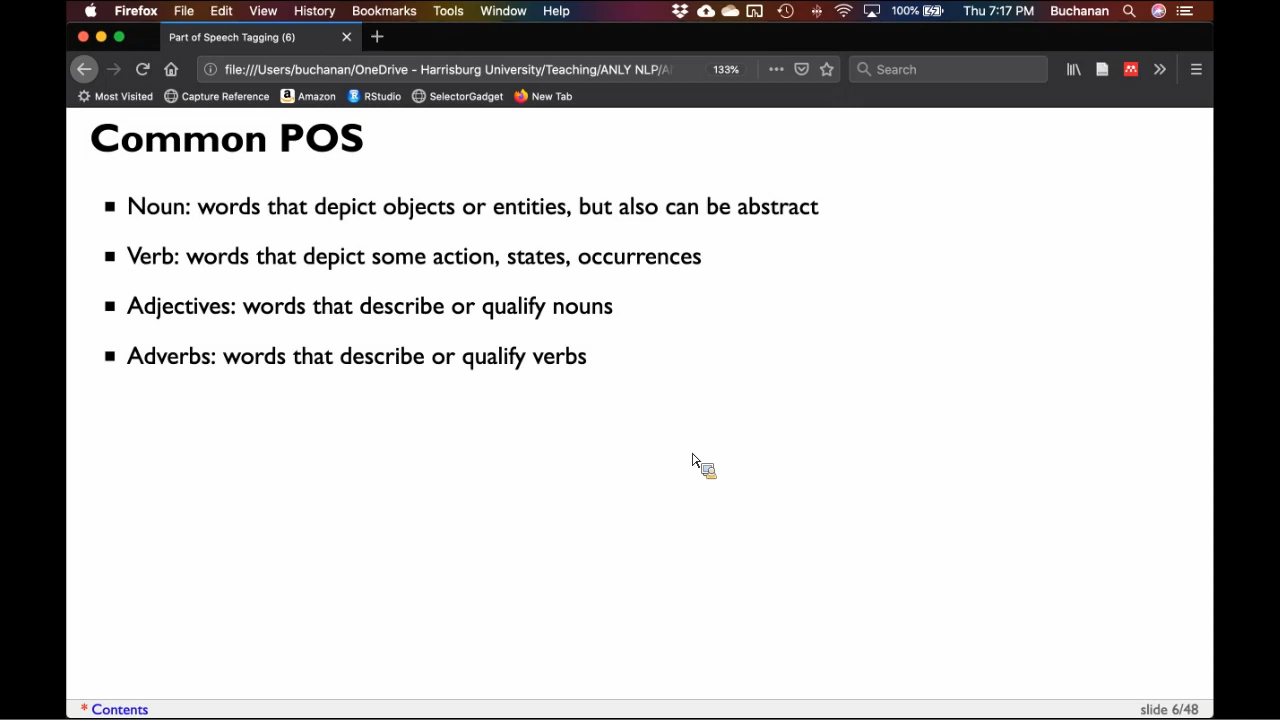 Firefox File Edit View History Bookmarks Tools Window Help 100% Thu 7:17 PM Buchanan
Part of Speech Tagging (6)
file:///Users/buchanan/OneDrive - Harrisburg University/Teaching/ANLY NLP/A 133% Search
Most Visited Capture Reference Amazon RStudio SelectorGadget New Tab
Common POS
Noun: words that depict objects or entities, but also can be abstract
Verb: words that depict some action, states, occurrences
Adjectives: words that describe or qualify nouns
Adverbs: words that describe or qualify verbs
* Contents slide 6/48